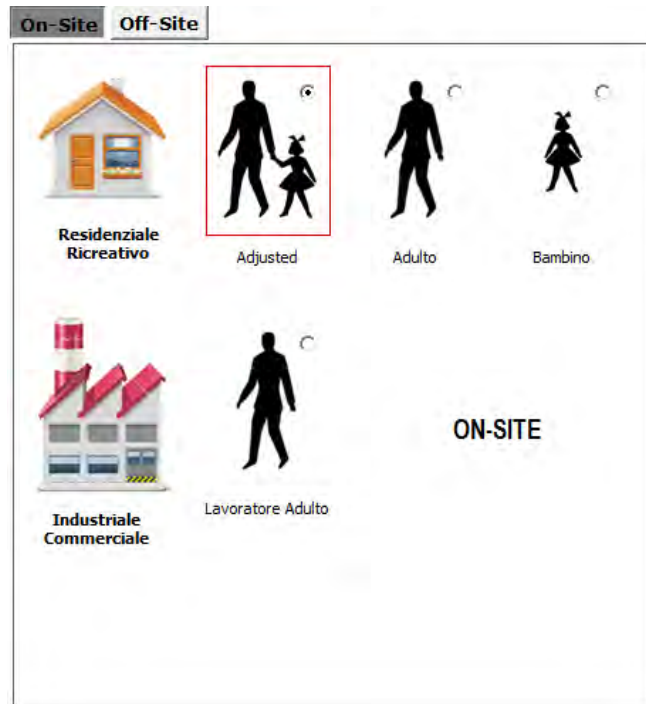 On-Site Off-Site
Residenziale
Ricreativo
Adjusted
Adulto
Bambino
ON-SITE
Lavoratore Adulto
Industriale
Commerciale